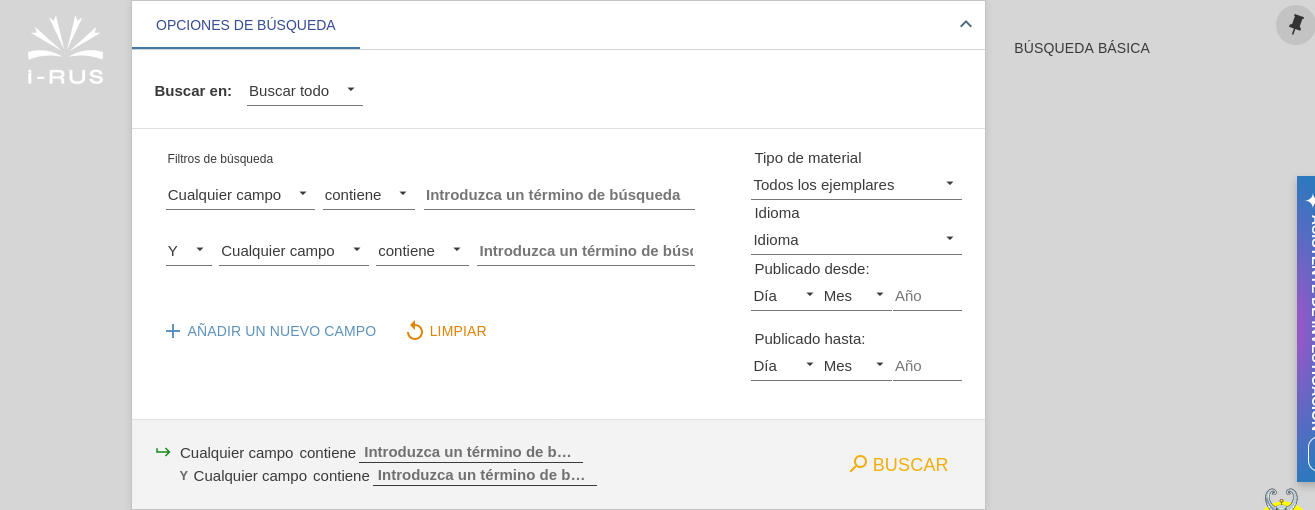 OPCIONES DE BÚSQUEDA
BÚSQUEDA BÁSICA
i-RUS
Buscar en: Buscar todo
Filtros de búsqueda
Cualquier campo contiene Introduzca un término de búsqueda
Y Cualquier campo contiene Introduzca un término de búsq
AÑADIR UN NUEVO CAMPO LIMPIAR
Tipo de material
Todos los ejemplares
Idioma
Idioma
Publicado desde:
Día Mes Año
Publicado hasta:
Día Mes Año
Cualquier campo contiene Introduzca un término de b…
Y Cualquier campo contiene Introduzca un término de b…
BUSCAR